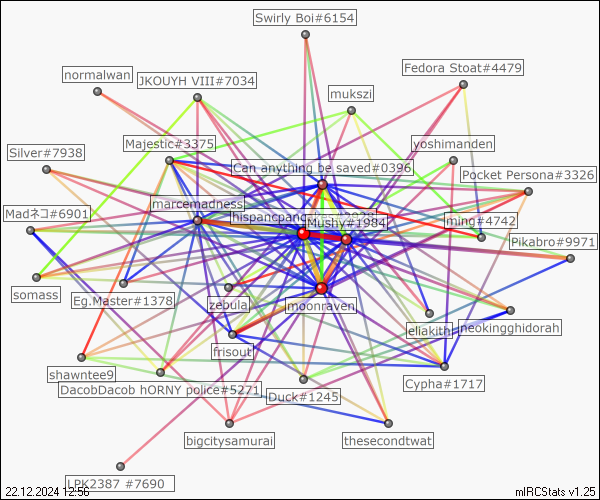 Swirly Boi#6154
Fedora Stoat#4479
normalwan
JKOUYH VIII#7034
mukszi
Majestic#3375
yoshimanden
Silver#7938
Can anything be saved#0396
Pocket Persona#3326
marcemadness
Madネコ#6901
Mushy#1984
ming#4742
Pikabro#9971
somass
Eg.Master#1378
zebula
moonraven
eliakith
neokingghidorah
frisout
shawntee9
DacobDacob hORNY police#5271
Duck#1245
Cypha#1717
bigcitysamurai
thesecondtwat
LPK2387 #7690
22.12.2024 12:56
mIRCStats v1.25